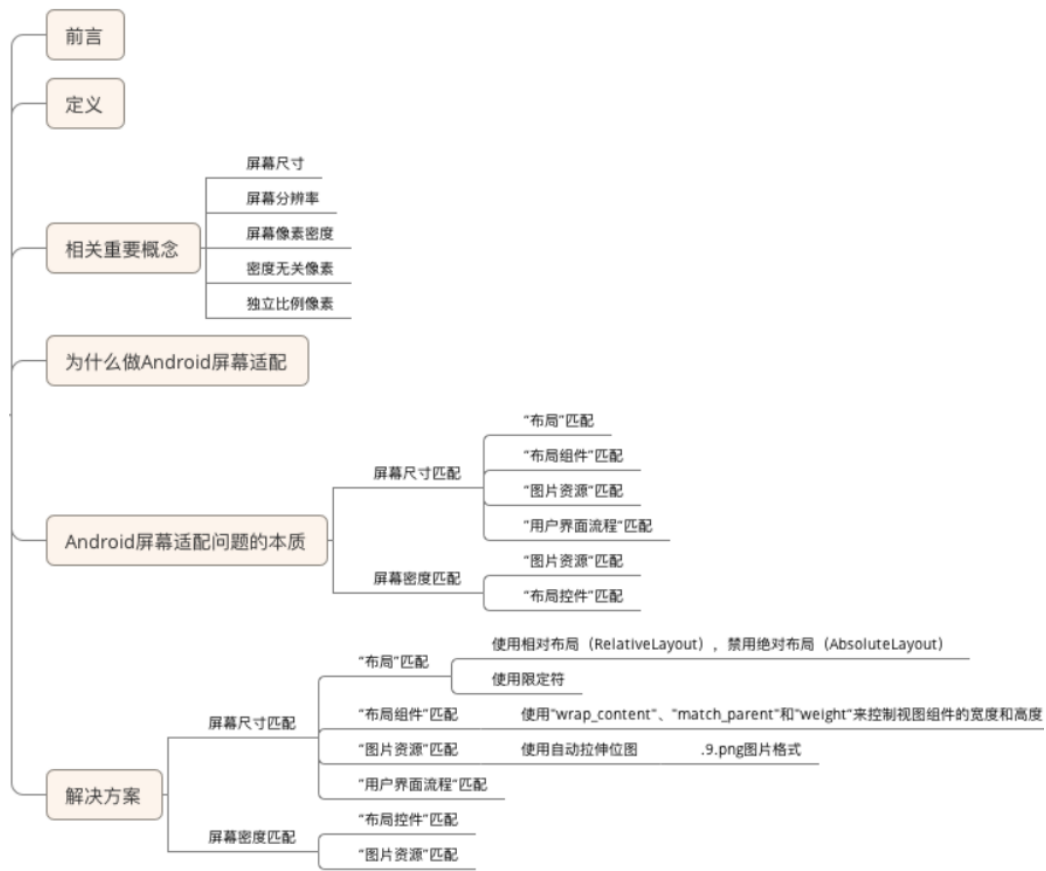 前言
定义
相关重要概念
屏幕尺寸
屏幕分辨率
屏幕像素密度
密度无关像素
独立比例像素
为什么做Android屏幕适配
Android屏幕适配问题的本质
屏幕尺寸匹配
“布局”匹配
“布局组件”匹配
“图片资源”匹配
“用户界面流程”匹配
屏幕密度匹配
“图片资源”匹配
“布局控件”匹配
解决方案
屏幕尺寸匹配
“布局”匹配
使用相对布局（RelativeLayout），禁用绝对布局（AbsoluteLayout）
使用限定符
“布局组件”匹配
使用"wrap_content"、"match_parent"和"weight"来控制视图组件的宽度和高度
“图片资源”匹配
使用自动拉伸位图
.9.png图片格式
“用户界面流程”匹配
屏幕密度匹配
“布局控件”匹配
“图片资源”匹配